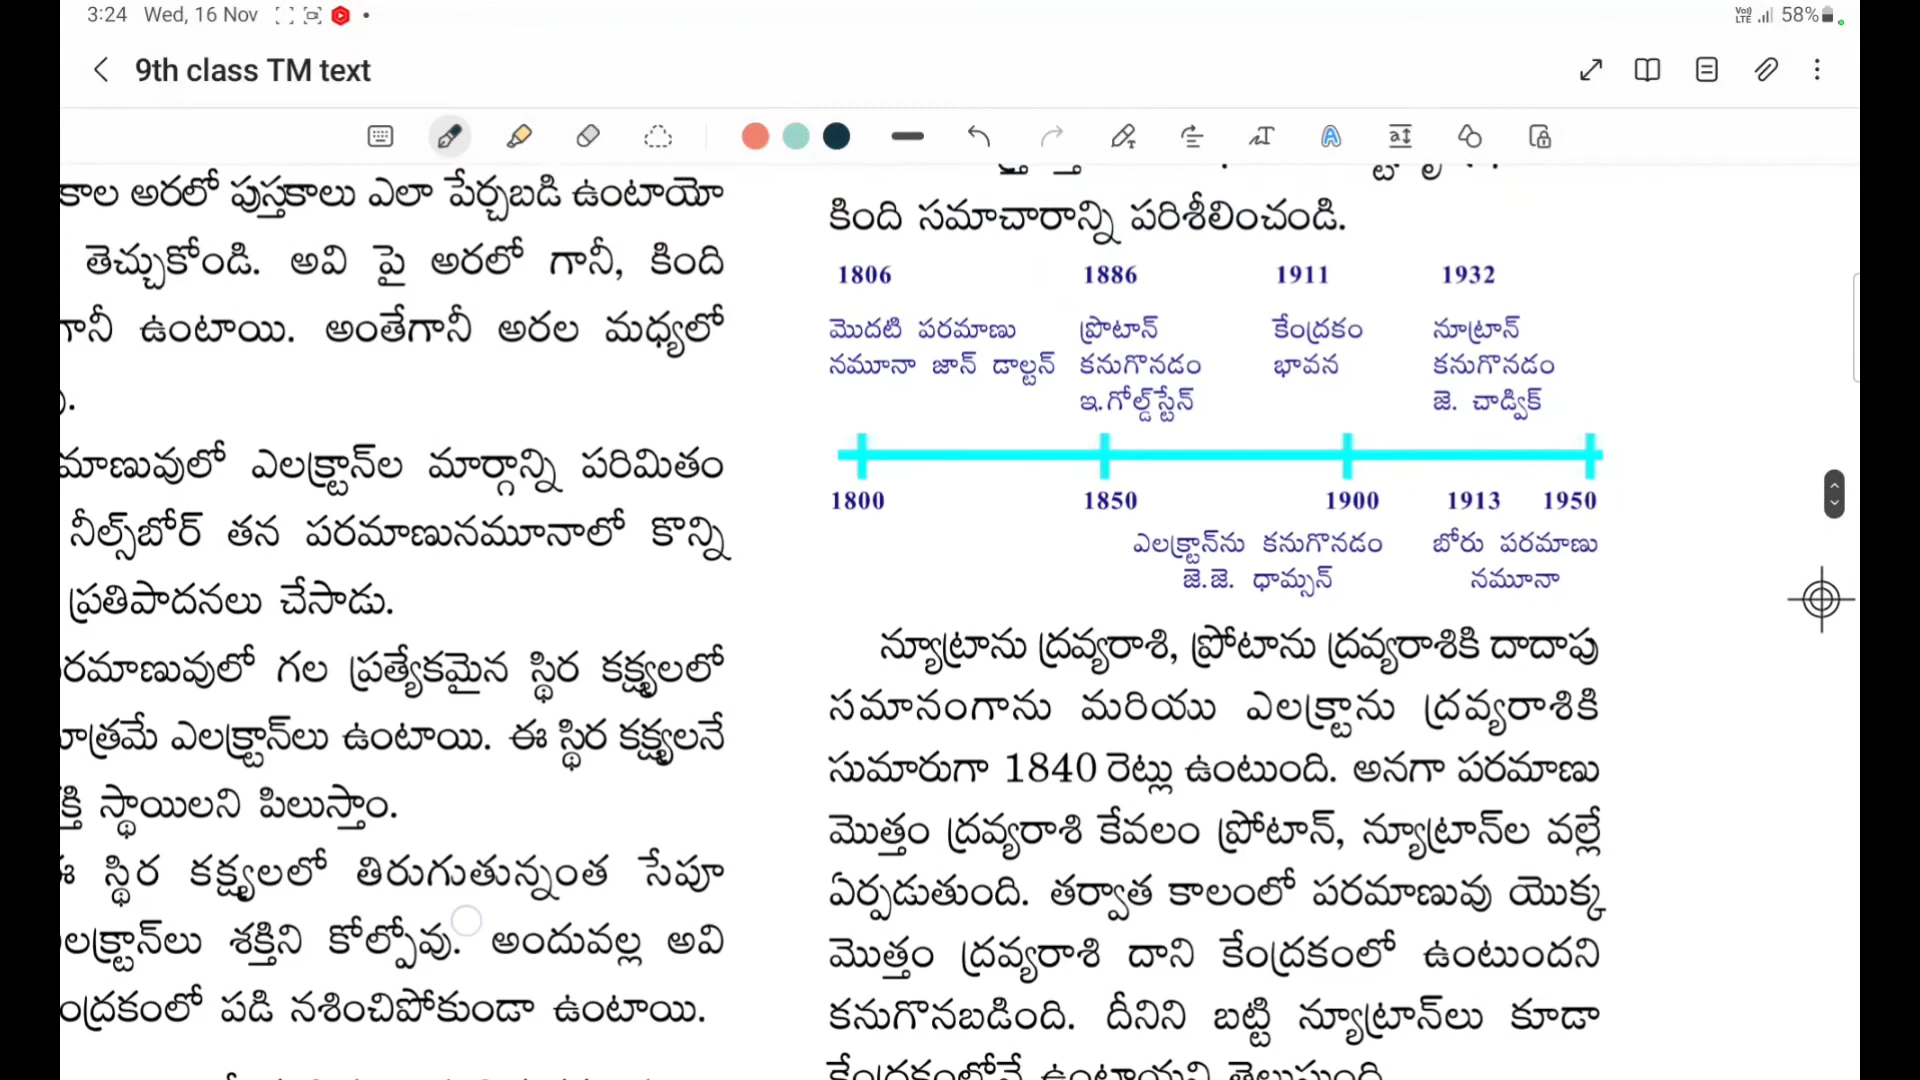 3:24 Wed, 16 Nov
58%
9th class TM text
కాల అరలో పుస్తకాలు ఎలా పేర్చబడి ఉంటాయో
తెచ్చుకోండి. అవి పై అరలో గానీ, కింది
గానీ ఉంటాయి. అంతేగానీ అరల మధ్యలో
ఎలక్ట్రాన్‌ల మార్గాన్ని పరిమితం
నీల్స్‌బోర్ తన పరమాణునమూనాలో కొన్ని
ప్రతిపాదనలు చేసాడు.
గల ప్రత్యేకమైన స్థిర కక్ష్యలలో
ఎలక్ట్రాన్‌లు ఉంటాయి. ఈ స్థిర కక్ష్యలనే
స్థాయిలని పిలుస్తాం.
ఈ స్థిర కక్ష్యలలో తిరుగుతున్నంత సేపూ
శక్తిని కోల్పోవు. అందువల్ల అవి
పడి నశించిపోకుండా ఉంటాయి.
కింది సమాచారాన్ని పరిశీలించండి.
1806 1886 1911 1932
మొదటి పరమాణు ప్రొటాన్ కేంద్రకం నూట్రాన్
నమూనా జాన్ డాల్టన్ కనుగొనడం భావన కనుగొనడం
ఇ.గోల్డ్‌స్టేన్ జె. చాడ్విక్
1800 1850 1900 1913 1950
ఎలక్ట్రాన్‌ను కనుగొనడం బోరు పరమాణు
జె.జె. థామ్సన్ నమూనా
న్యూట్రాను ద్రవ్యరాశి, ప్రోటాను ద్రవ్యరాశికి దాదాపు
సమానంగాను మరియు ఎలక్ట్రాను ద్రవ్యరాశికి
సుమారుగా 1840 రెట్లు ఉంటుంది. అనగా పరమాణు
మొత్తం ద్రవ్యరాశి కేవలం ప్రోటాన్, న్యూట్రాన్‌ల వల్లే
ఏర్పడుతుంది. తర్వాత కాలంలో పరమాణువు యొక్క
మొత్తం ద్రవ్యరాశి దాని కేంద్రకంలో ఉంటుందని
కనుగొనబడింది. దీనిని బట్టి న్యూట్రాన్‌లు కూడా
కేంద్రకంలోనే ఉంటాయని తెలుస్తుంది.